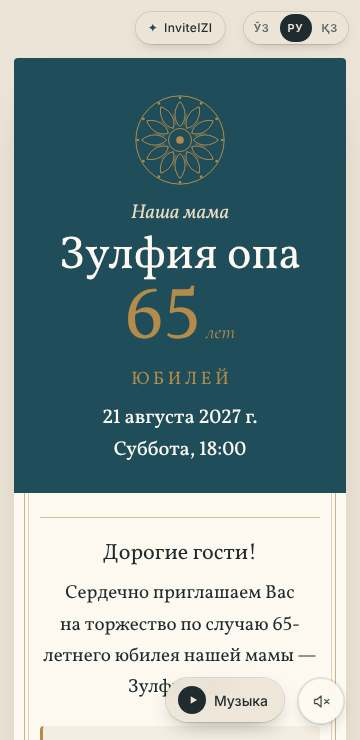 InviteIZI
ЎЗ РУ ҚЗ
Наша мама
Зулфия опа
65 лет
ЮБИЛЕЙ
21 августа 2027 г.
Суббота, 18:00
Дорогие гости!
Сердечно приглашаем Вас
на торжество по случаю 65-
летнего юбилея нашей мамы —
Музыка